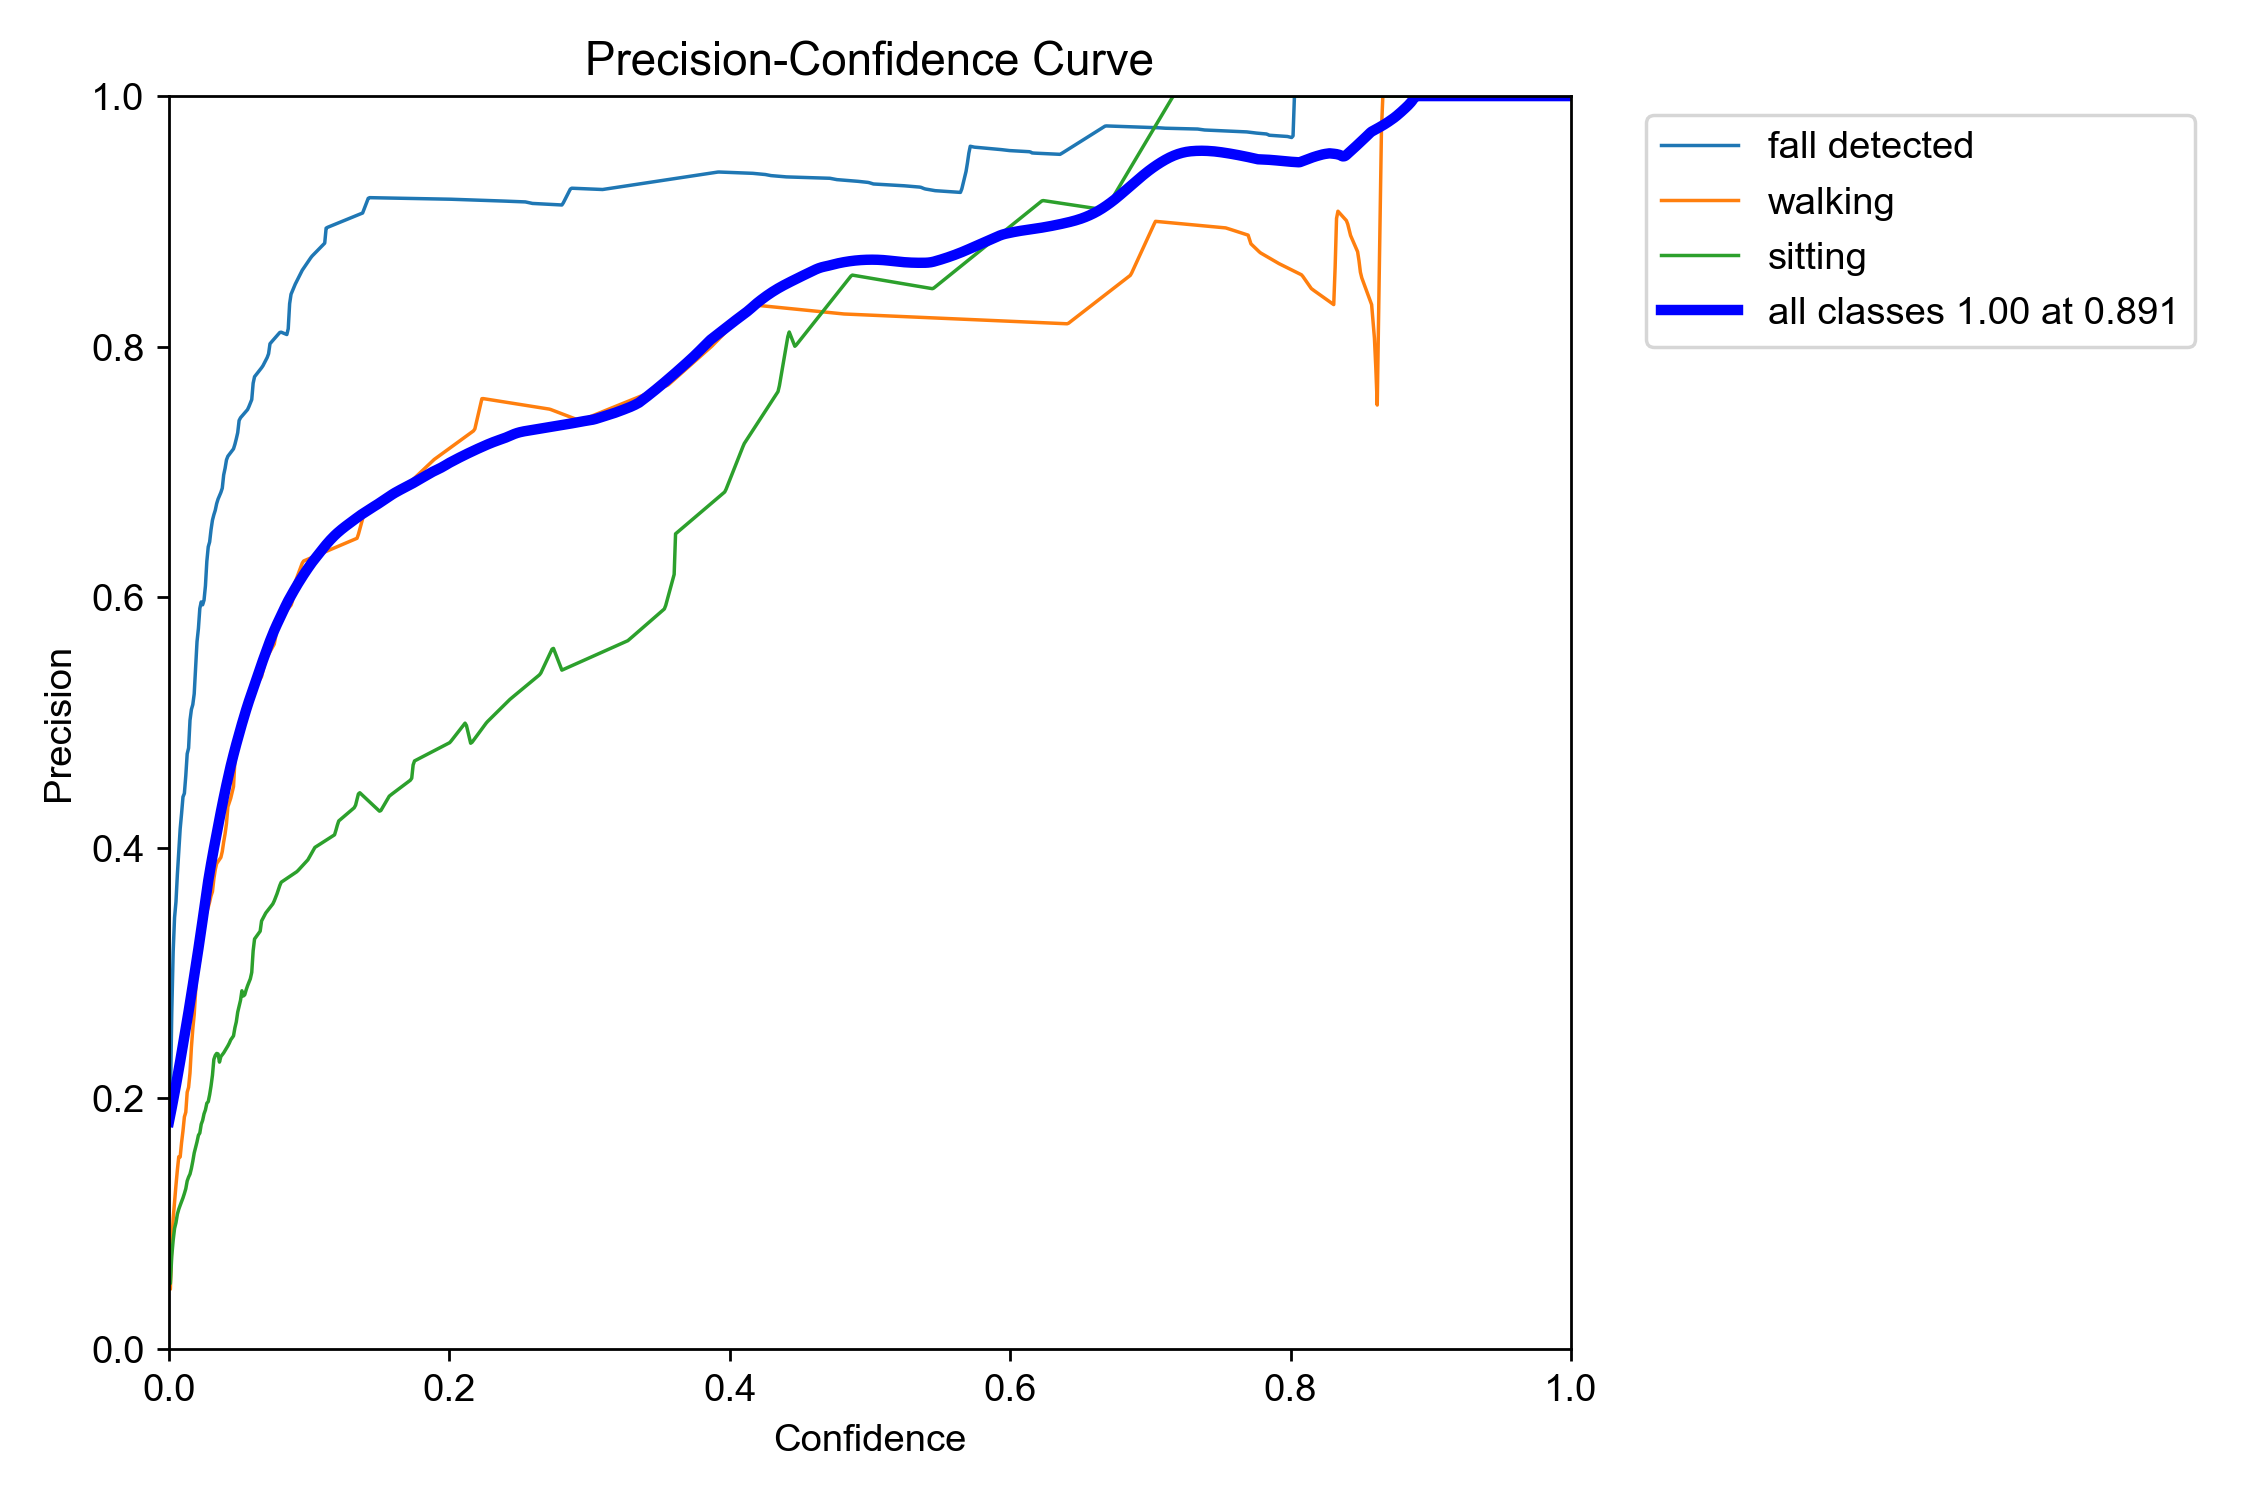 Precision-Confidence Curve
1.0
0.8
0.6
0.4
0.2
0.0
Precision
0.0 0.2 0.4 0.6 0.8 1.0
Confidence
fall detected
walking
sitting
all classes 1.00 at 0.891